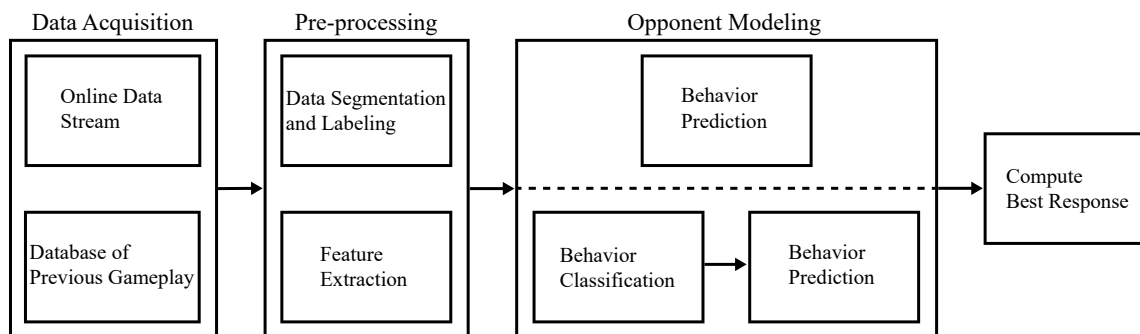 Data Acquisition
Online Data
Stream
Database of
Previous Gameplay
Pre-processing
Data Segmentation
and Labeling
Feature
Extraction
Opponent Modeling
Behavior
Prediction
Behavior
Classification
Behavior
Prediction
Compute
Best Response